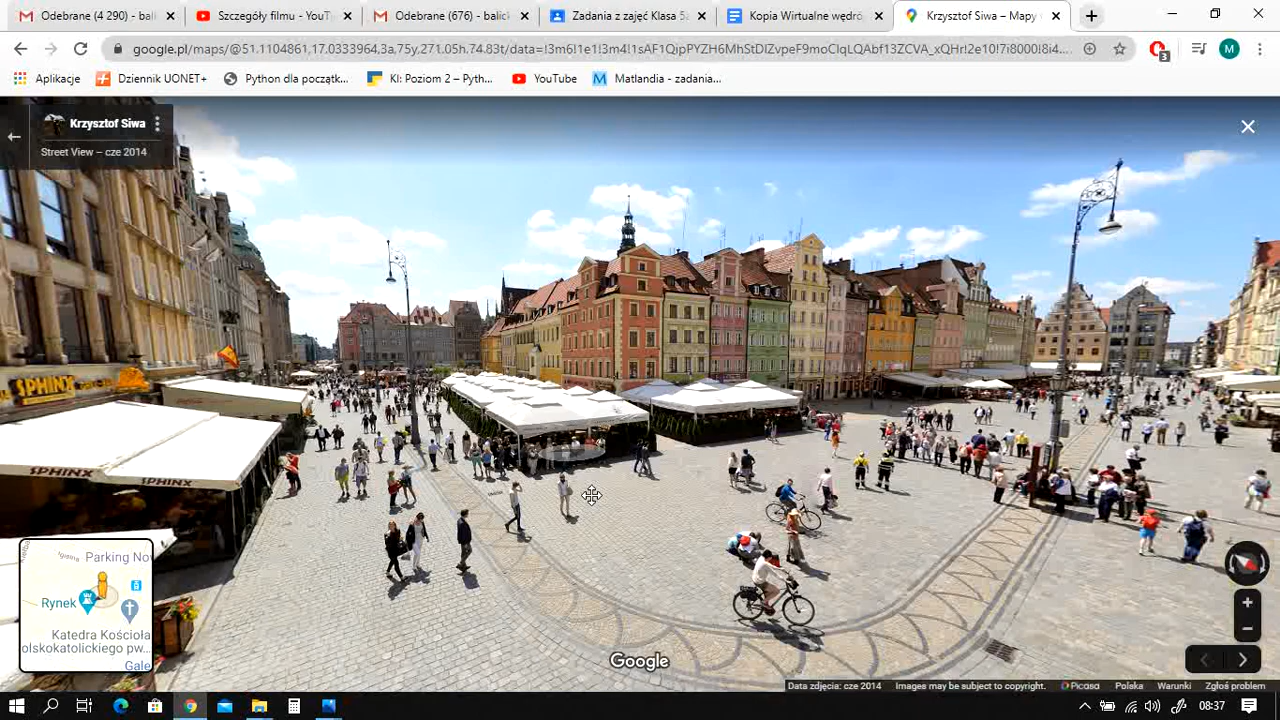 Odebrane (4 290) - bali
Szczegóły filmu – YouT
Odebrane (676) - balic
Zadania z zajęć Klasa 5
Kopia Wirtualne wędró
Krzysztof Siwa – Mapy
google.pl/maps/@51.1104861,17.0333964,3a,75y,271.05h,74.83t/data=!3m6!1e1!3m4!1sAF1QipPYZHeMhStDIZvpeF9moCIqLQAbf13ZCVA_xQHrI2e10!7i8000!8i4...
3
M
Aplikacje
Dziennik UONET+
Python dla początk...
KI: Poziom 2 – Pyth...
YouTube
Matlandia - zadania...
Krzysztof Siwa
Street View – cze 2014
SPHINX
SPHINX
SPHINX
Parking No
Rynek
Katedra Kościoła
olskokatolickiego pw...
Gale
Google
Data zdjęcia: cze 2014
Images may be subject to copyright.
Picasa
Polska
Warunki
Zgłoś problem
08:37